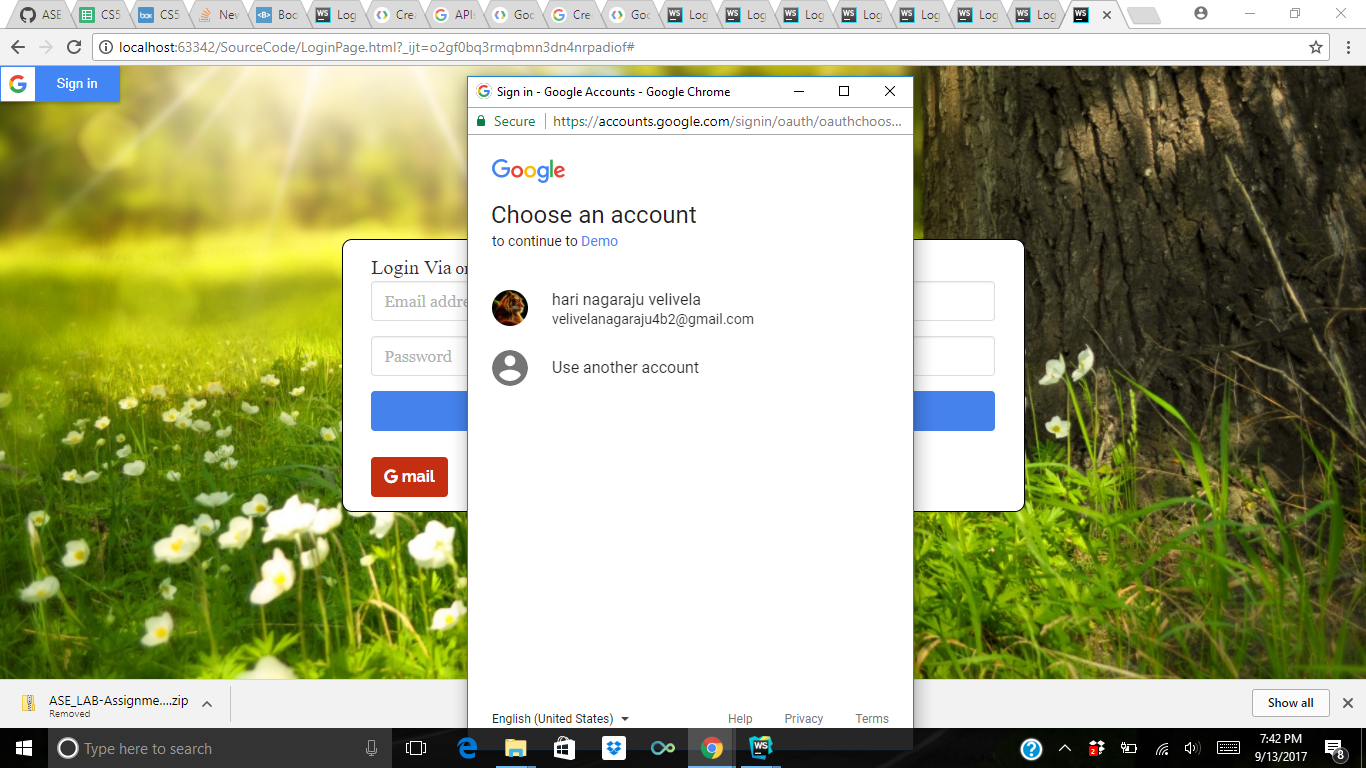 ASE
CS5
CS5
Nev
Boc
Log
Cre
APIs
Goc
Cre
Goc
Log
Log
Log
Log
Log
Log
Log
localhost:63342/SourceCode/LoginPage.html?_ijt=o2gf0bq3rmqbmn3dn4nrpadiof#
Sign in
Sign in - Google Accounts - Google Chrome
Secure https://accounts.google.com/signin/oauth/oauthchoos...
Google
Choose an account
to continue to Demo
Login Via or
Email addre
hari nagaraju velivela
velivelanagaraju4b2@gmail.com
Password
Use another account
G mail
ASE_LAB-Assignme....zip
Removed
Show all
English (United States)
Help Privacy Terms
Type here to search
7:42 PM
9/13/2017
8